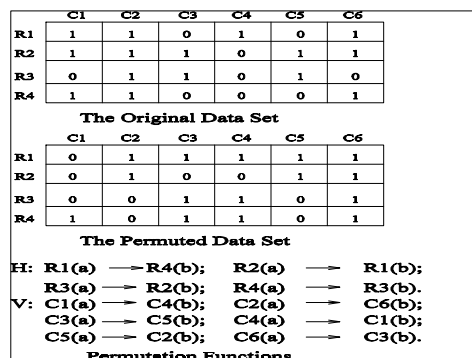 C1 C2 C3 C4 C5 C6
R1 1 1 0 1 0 1
R2 1 1 1 0 1 1
R3 0 1 1 0 1 0
R4 1 1 0 0 0 1
The Original Data Set
C1 C2 C3 C4 C5 C6
R1 0 1 1 1 1 1
R2 0 1 0 0 1 1
R3 0 0 1 1 0 1
R4 1 0 1 1 0 1
The Permuted Data Set
H: R1(a) → R4(b); R2(a) → R1(b);
R3(a) → R2(b); R4(a) → R3(b).
V: C1(a) → C4(b); C2(a) → C6(b);
C3(a) → C5(b); C4(a) → C1(b);
C5(a) → C2(b); C6(a) → C3(b).
Permutation Functions